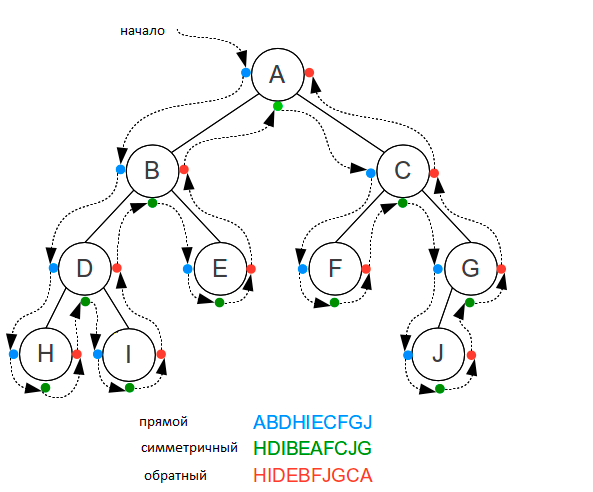 начало
A
B
C
D
E
F
G
H
I
J
прямой ABDHIECFGJ
симметричный HDIBEAFCJG
обратный HIDEBFJGCA